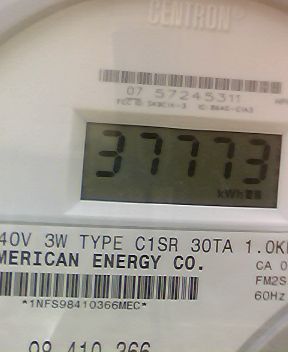 CENTRON®
07 57245311
37773
kWh
40V 3W TYPE C1SR 30TA 1.0K
MERICAN ENERGY CO.
CA 0
FM2S
*1NFS98410366MEC*
60Hz
09 410 366